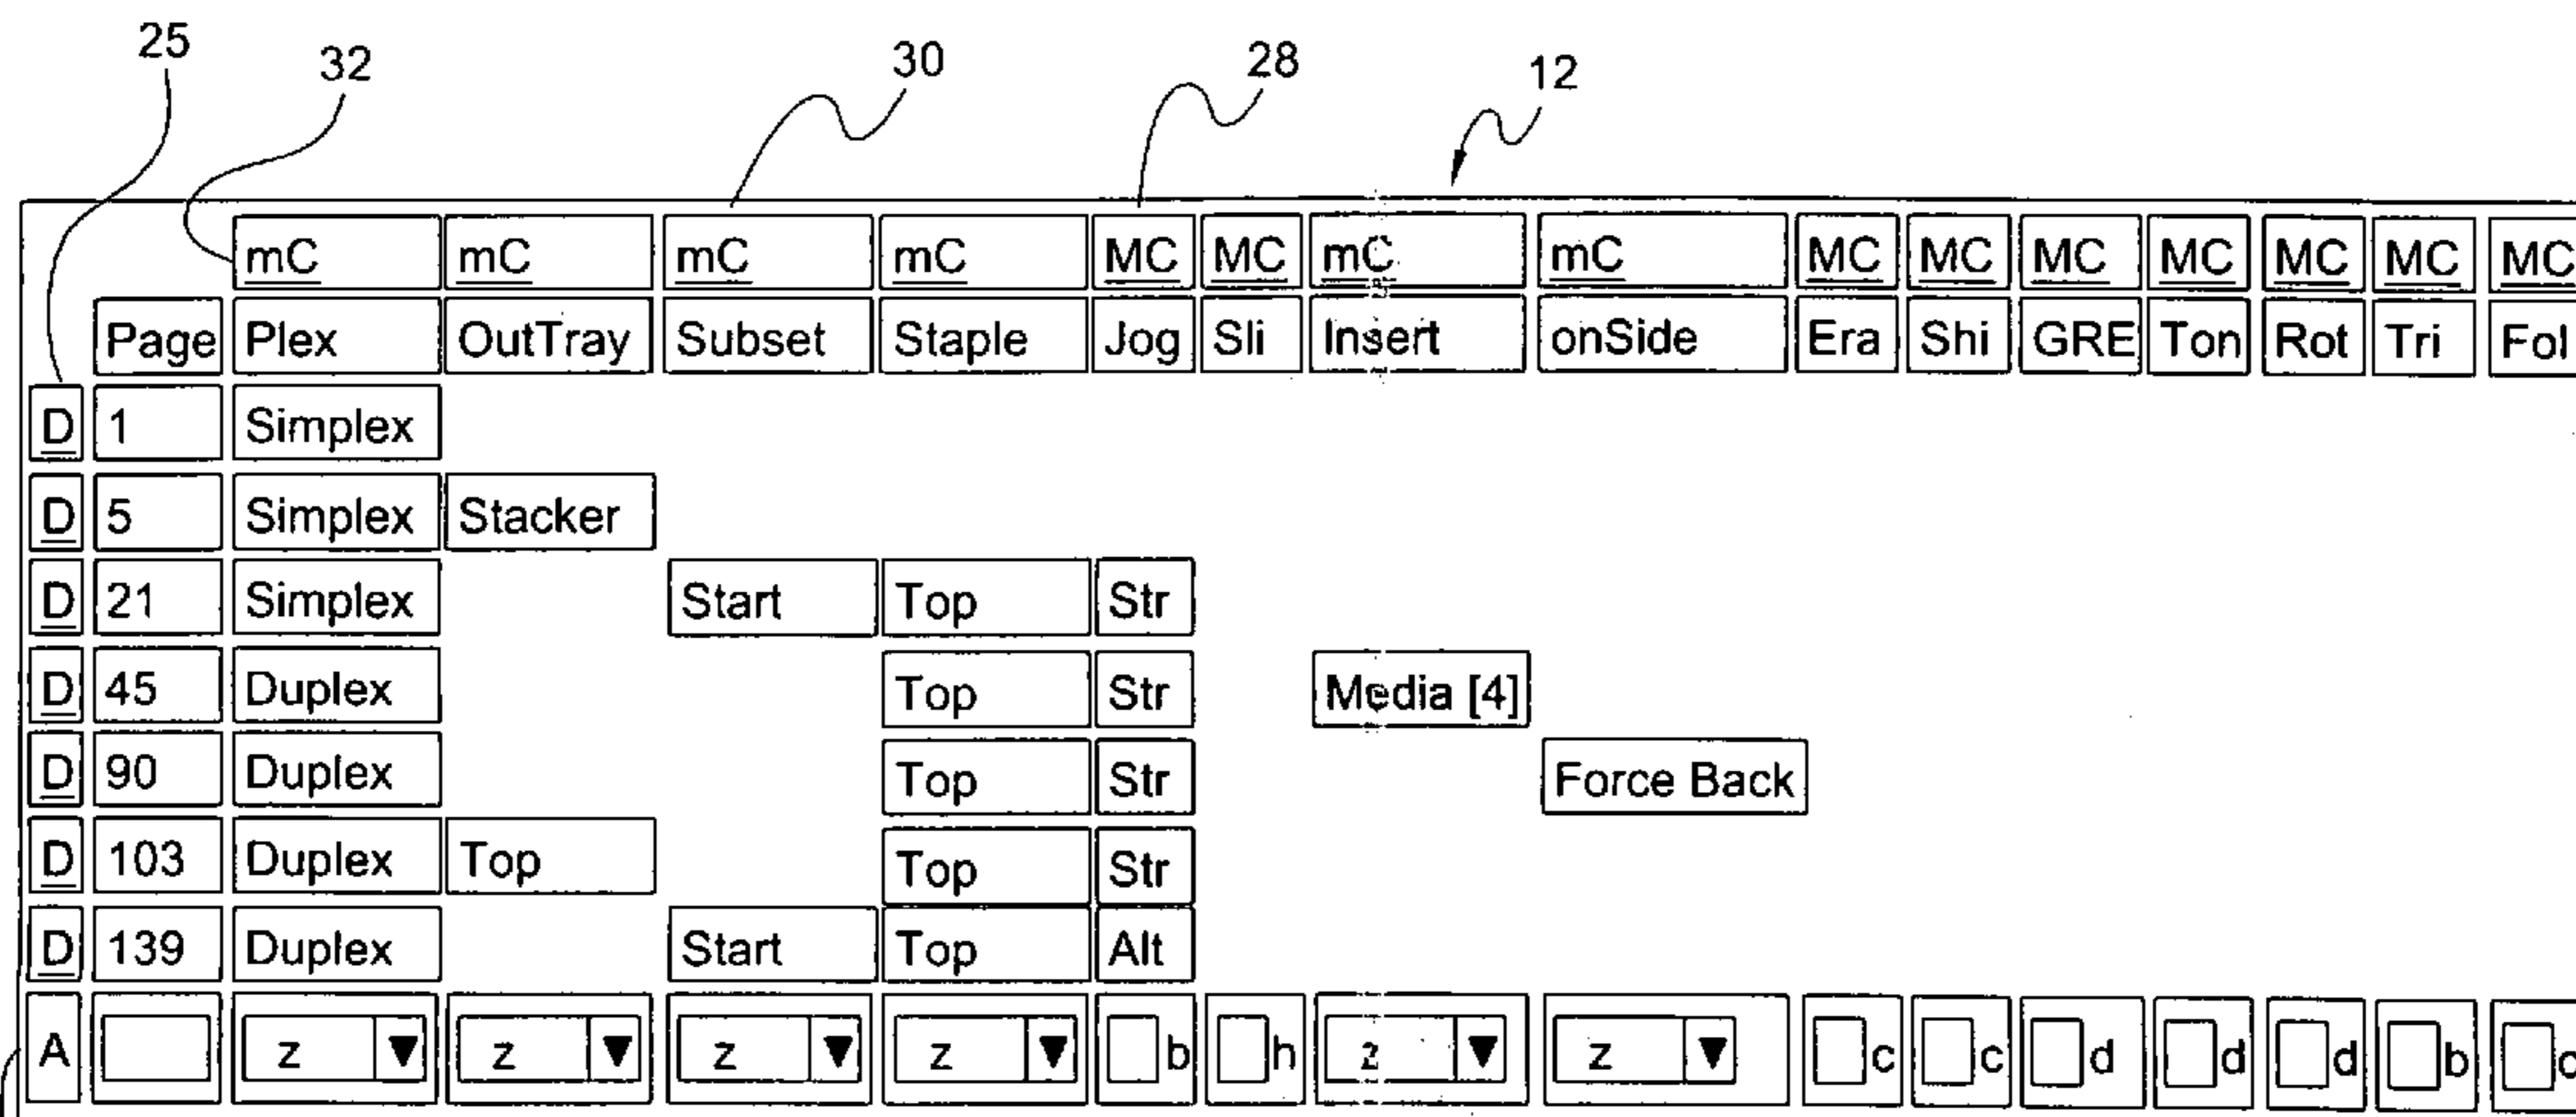 25 32 30 28 12
mC mC mC mC MC MC mC mC MC MC MC MC MC MC MC
Page Plex OutTray Subset Staple Jog Sli Insert onSide Era Shi GRE Ton Rot Tri Fol
D 1 Simplex
D 5 Simplex Stacker
D 21 Simplex Start Top Str
D 45 Duplex Top Str Media [4]
D 90 Duplex Top Str Force Back
D 103 Duplex Top Top Str
D 139 Duplex Start Top Alt
A z z z z b h z z c c d d d b